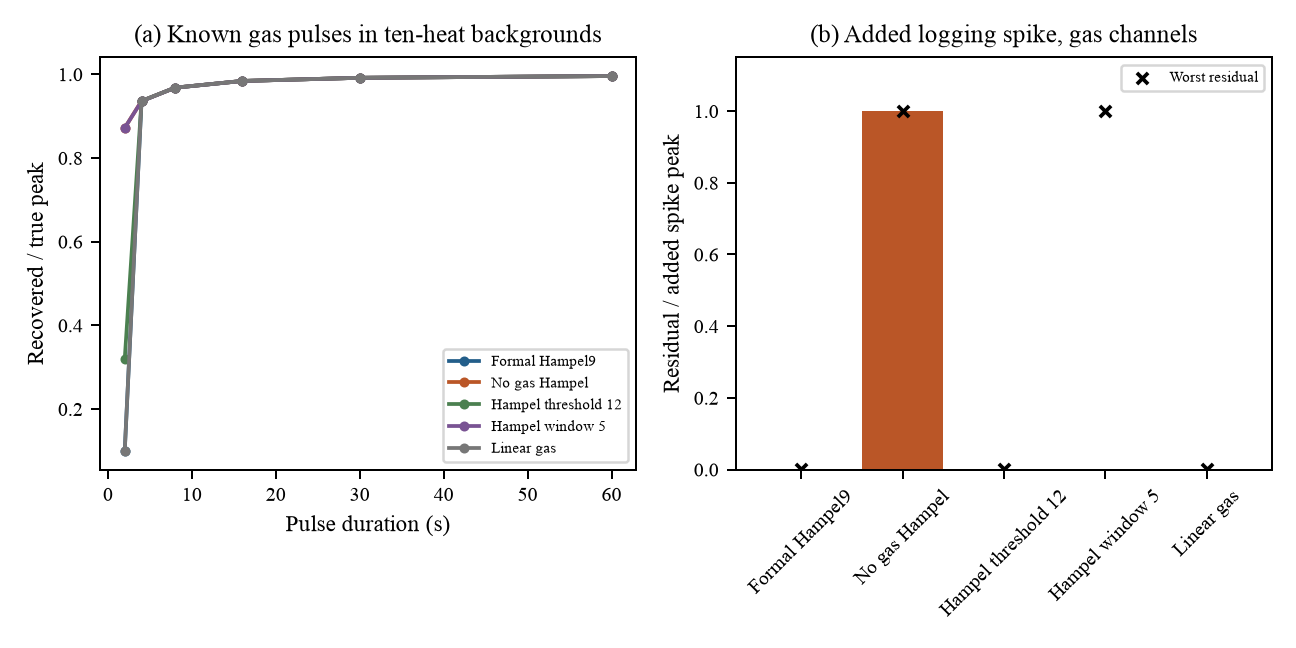 (a) Known gas pulses in ten-heat backgrounds
Recovered / true peak
1.0
0.8
0.6
0.4
0.2
0
10
20
30
40
50
60
Pulse duration (s)
Formal Hampel9
No gas Hampel
Hampel threshold 12
Hampel window 5
Linear gas
(b) Added logging spike, gas channels
Residual / added spike peak
1.0
0.8
0.6
0.4
0.2
0.0
Worst residual
Formal Hampel9
No gas Hampel
Hampel threshold 12
Hampel window 5
Linear gas